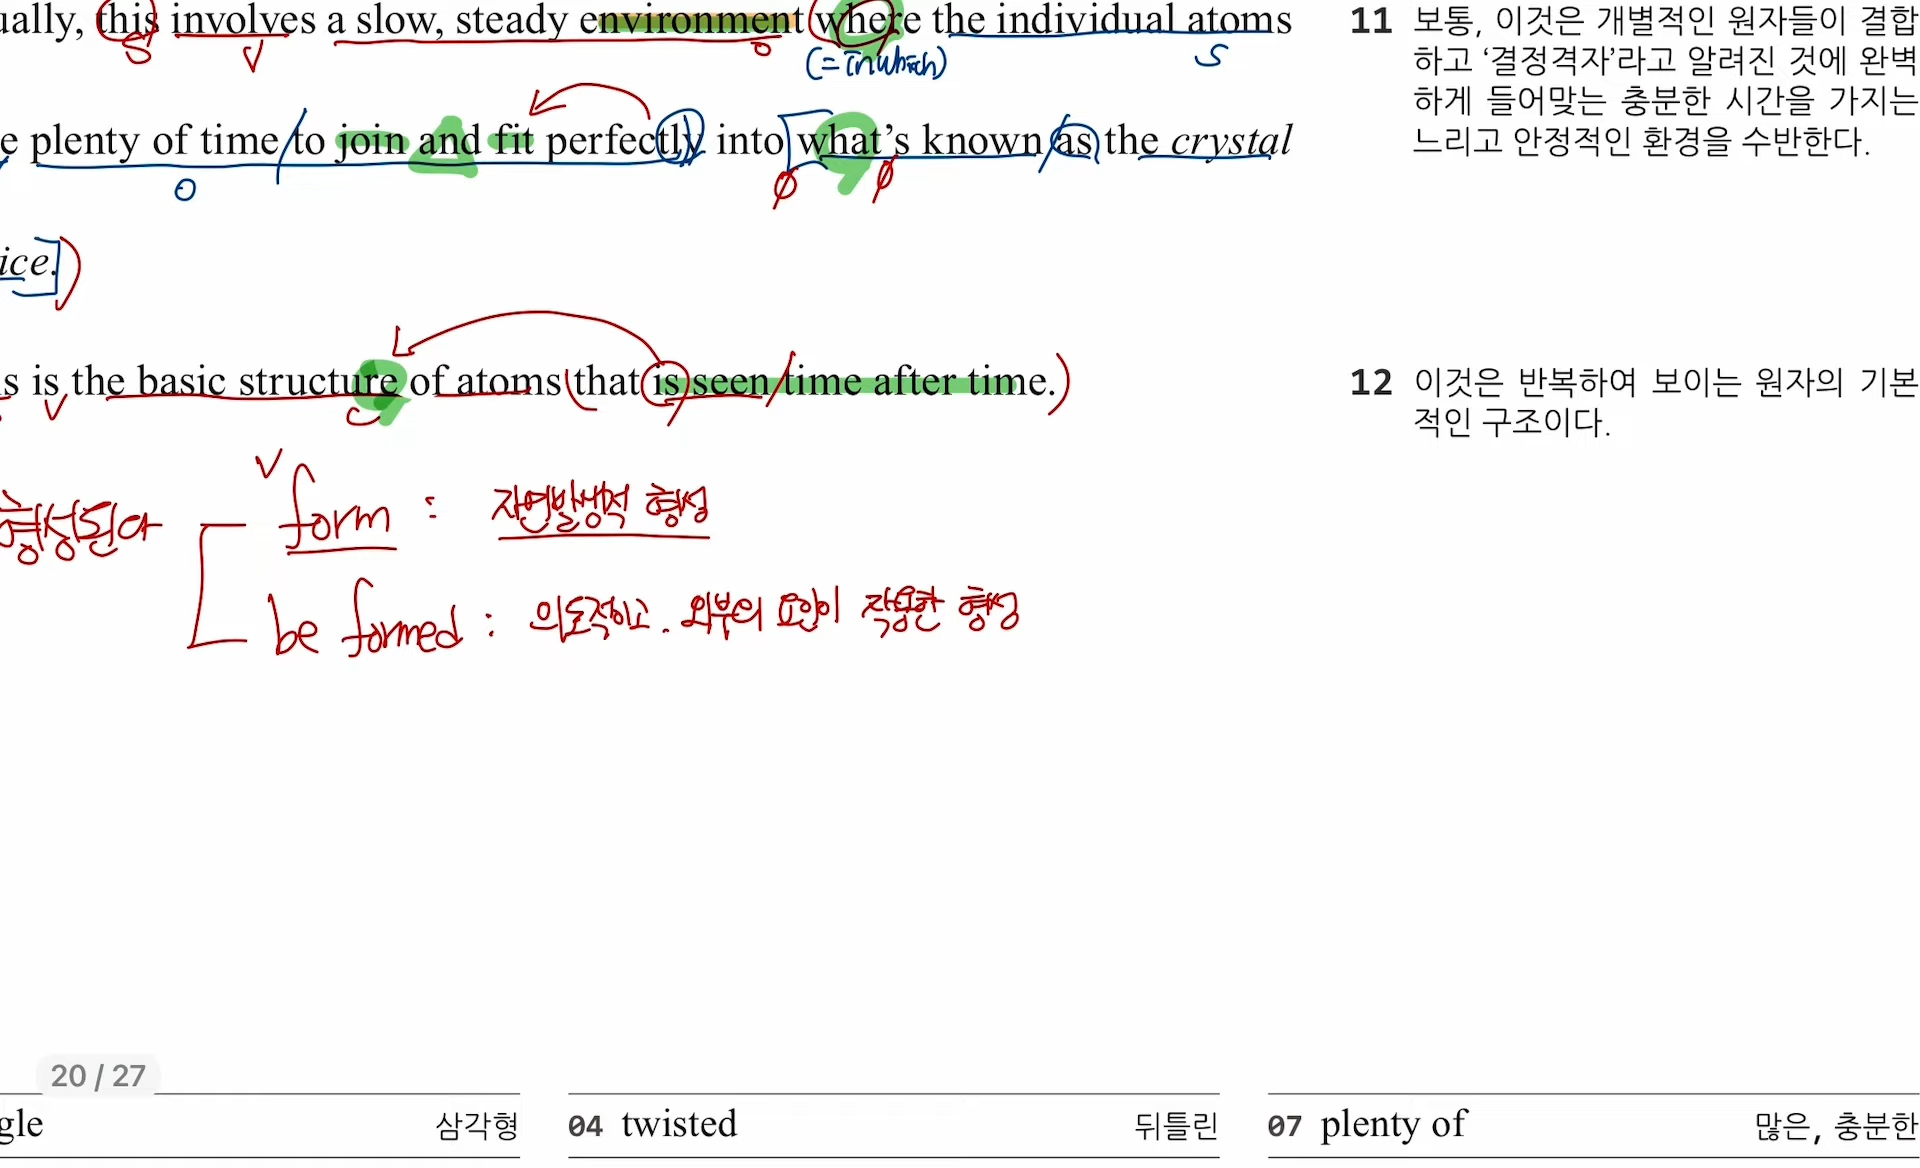 ually, this involves a slow, steady environment where the individual atoms
S V o (= in which) S
e plenty of time / to join and fit perfectly into what's known / as the crystal
o
ice.
s is the basic structure of atoms (that is seen / time after time.)
V C
형성된다
V form : 자연발생적 형성
be formed : 의도적이고. 외부의 요인이 작용한 형성
11 보통, 이것은 개별적인 원자들이 결합
하고 ‘결정격자’라고 알려진 것에 완벽
하게 들어맞는 충분한 시간을 가지는
느리고 안정적인 환경을 수반한다.
12 이것은 반복하여 보이는 원자의 기본
적인 구조이다.
20 / 27
gle 삼각형
04 twisted 뒤틀린
07 plenty of 많은, 충분한